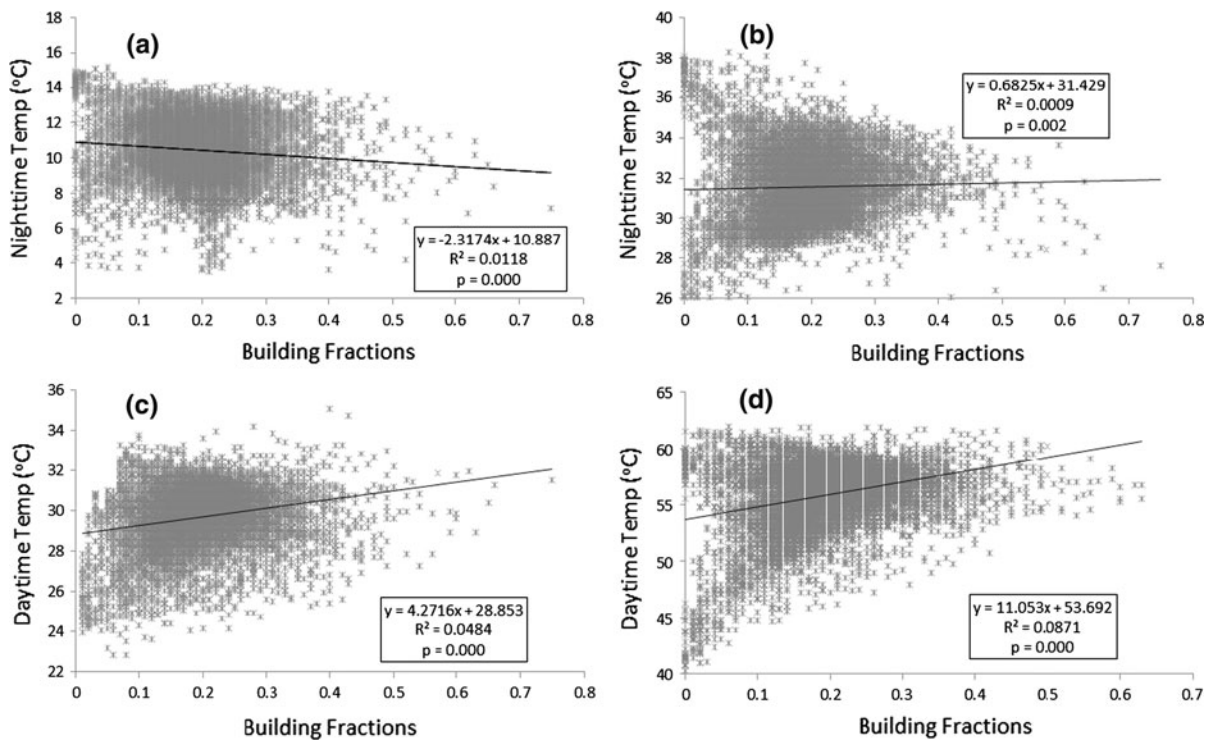 (a)
18
16
14
12
10
8
6
4
2
Nighttime Temp (°C)
y = -2.3174x + 10.887
R² = 0.0118
p = 0.000
0 0.1 0.2 0.3 0.4 0.5 0.6 0.7 0.8
Building Fractions
(b)
40
38
36
34
32
30
28
26
Nighttime Temp (°C)
y = 0.6825x + 31.429
R² = 0.0009
p = 0.002
0 0.1 0.2 0.3 0.4 0.5 0.6 0.7 0.8
Building Fractions
(c)
36
34
32
30
28
26
24
22
Daytime Temp (°C)
y = 4.2716x + 28.853
R² = 0.0484
p = 0.000
0 0.1 0.2 0.3 0.4 0.5 0.6 0.7 0.8
Building Fractions
(d)
65
60
55
50
45
40
Daytime Temp (°C)
y = 11.053x + 53.692
R² = 0.0871
p = 0.000
0 0.1 0.2 0.3 0.4 0.5 0.6 0.7
Building Fractions